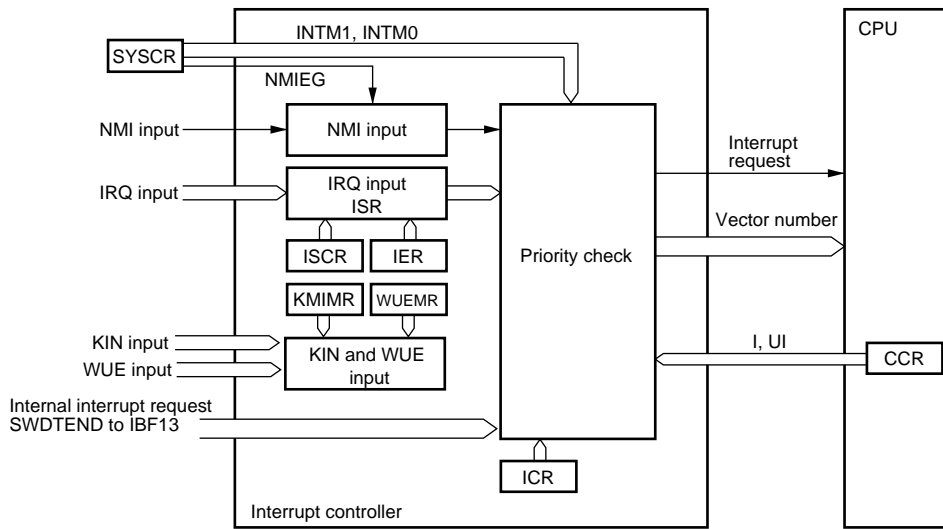 INTM1, INTM0
CPU
SYSCR
NMIEG
NMI input
NMI input
Interrupt
request
IRQ input
IRQ input
ISR
Vector number
ISCR
IER
Priority check
KMIMR
WUEMR
KIN input
WUE input
KIN and WUE
input
I, UI
CCR
Internal interrupt request
SWDTEND to IBF13
ICR
Interrupt controller